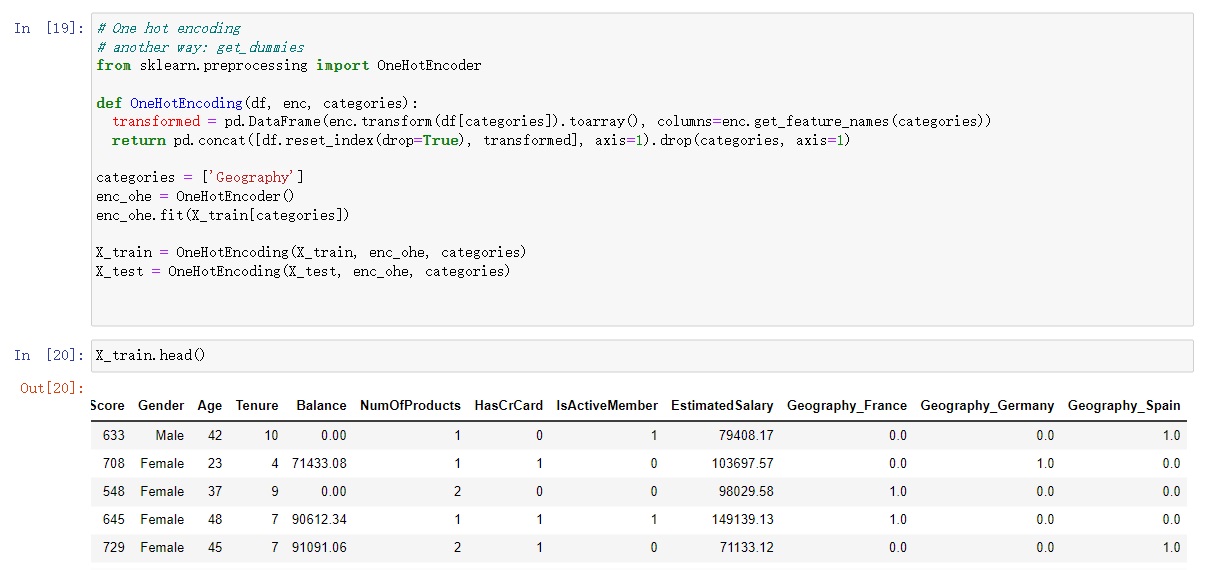 In [19]:
# One hot encoding
# another way: get_dummies
from sklearn.preprocessing import OneHotEncoder
def OneHotEncoding(df, enc, categories):
transformed = pd.DataFrame(enc.transform(df[categories]).toarray(), columns=enc.get_feature_names(categories))
return pd.concat([df.reset_index(drop=True), transformed], axis=1).drop(categories, axis=1)
categories = ['Geography']
enc_ohe = OneHotEncoder()
enc_ohe.fit(X_train[categories])
X_train = OneHotEncoding(X_train, enc_ohe, categories)
X_test = OneHotEncoding(X_test, enc_ohe, categories)
In [20]: X_train.head()
Out[20]:
Score Gender Age Tenure Balance NumOfProducts HasCrCard IsActiveMember EstimatedSalary Geography_France Geography_Germany Geography_Spain
633 Male 42 10 0.00 1 0 1 79408.17 0.0 0.0 1.0
708 Female 23 4 71433.08 1 1 0 103697.57 0.0 1.0 0.0
548 Female 37 9 0.00 2 0 0 98029.58 1.0 0.0 0.0
645 Female 48 7 90612.34 1 1 1 149139.13 1.0 0.0 0.0
729 Female 45 7 91091.06 2 1 0 71133.12 0.0 0.0 1.0